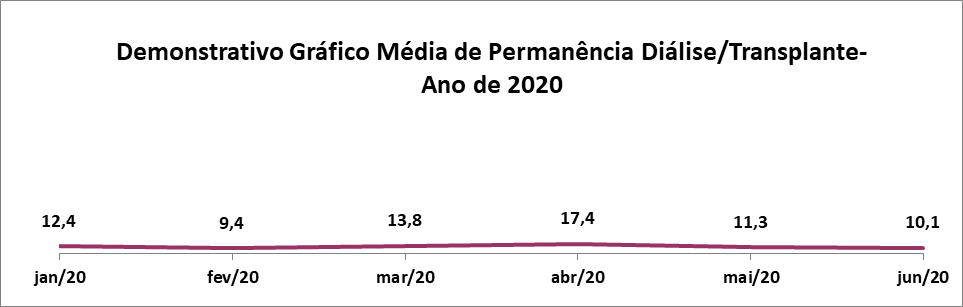 Demonstrativo Gráfico Média de Permanência Diálise/Transplante-
Ano de 2020
12,4 9,4 13,8 17,4 11,3 10,1
jan/20 fev/20 mar/20 abr/20 mai/20 jun/20